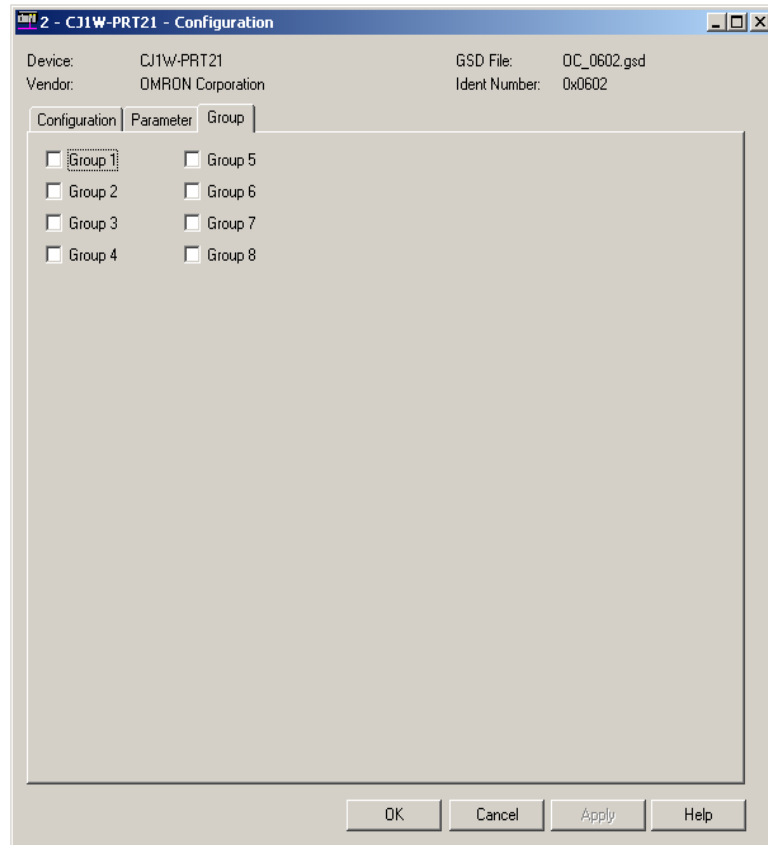 2 - CJ1W-PRT21 - Configuration
Device: CJ1W-PRT21 GSD File: OC_0602.gsd
Vendor: OMRON Corporation Ident Number: 0x0602
Configuration Parameter Group
Group 1 Group 5
Group 2 Group 6
Group 3 Group 7
Group 4 Group 8
OK Cancel Apply Help